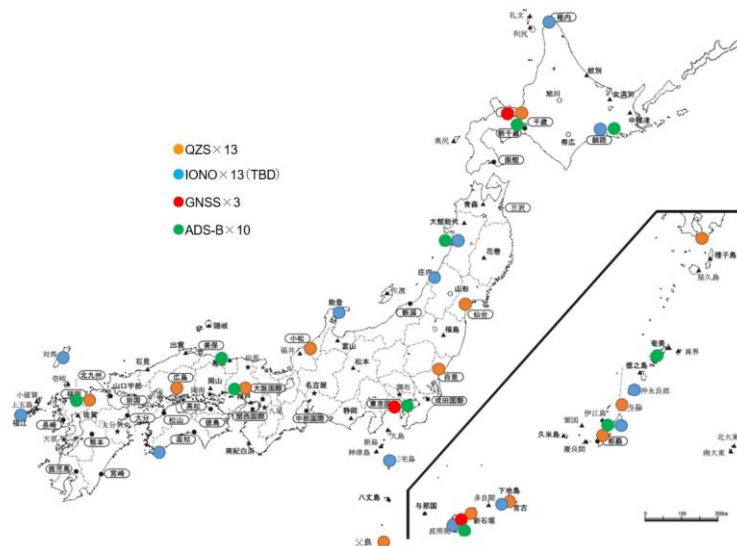 礼文
利尻
稚内
紋別
旭川
女満別
中標津
千歳
新千歳
帯広
釧路
奥尻
函館
QZS×13
IONO×13(TBD)
GNSS×3
ADS-B×10
青森
三沢
大館能代
花巻
庄内
山形
佐渡
仙台
新潟
能登
福島
隠岐
小松
富山
福井
松本
百里
出雲
美保
石見
対馬
壱岐
北九州
山口宇部
広島
岡山
大阪国際
名古屋
調布
東京国際
成田国際
小値賀
上五島
福江
佐賀
岩国
高松
八尾
関西国際
中部国際
静岡
大島
長崎
大分
松山
徳島
新島
神津島
天草
熊本
高知
南紀白浜
三宅島
鹿児島
宮崎
八丈島
父島
種子島
屋久島
奄美
喜界
徳之島
沖永良部
与論
伊江島
粟国
久米島
慶良間
那覇
北大東
南大東
多良間
下地島
宮古
与那国
新石垣
波照間
0
100
200km